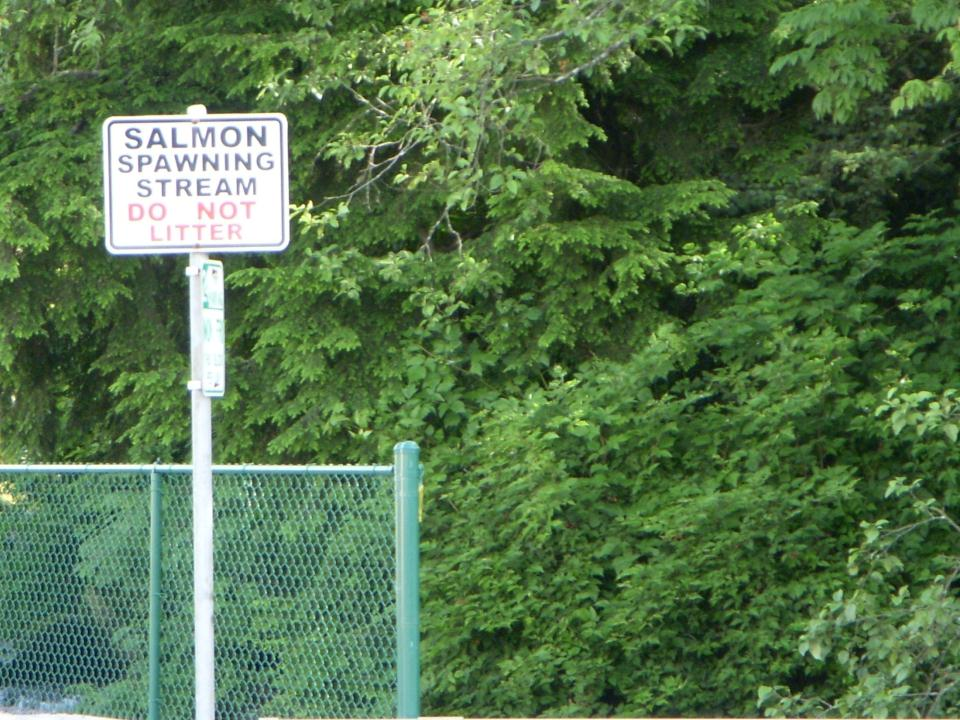 SALMON
SPAWNING
STREAM
DO NOT
LITTER